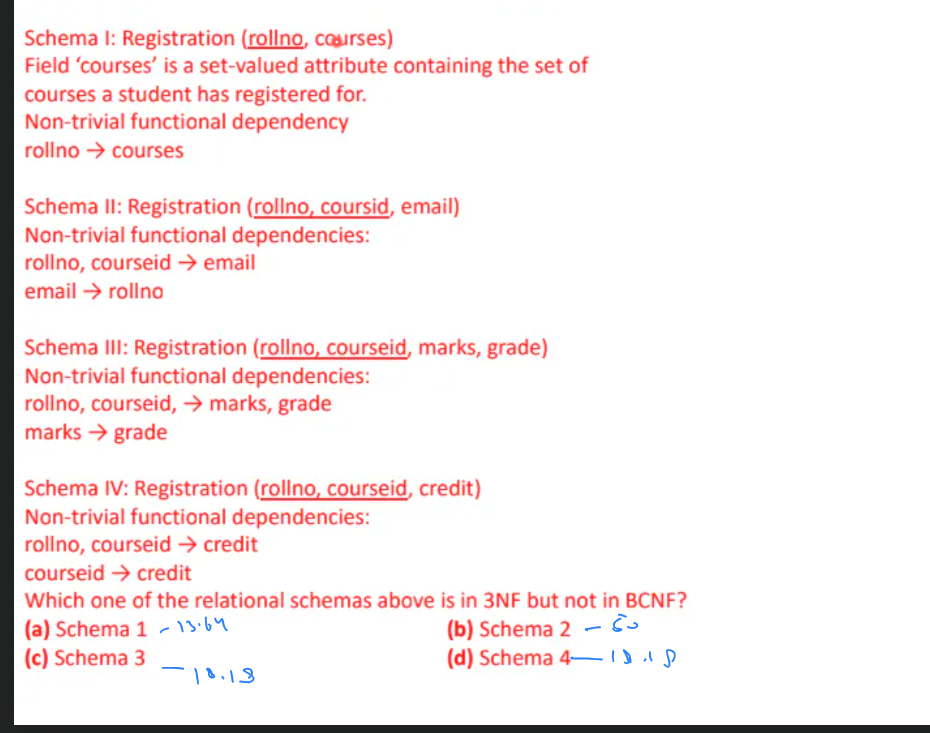 Schema I: Registration (rollno, courses)
Field ‘courses’ is a set-valued attribute containing the set of
courses a student has registered for.
Non-trivial functional dependency
rollno → courses
Schema II: Registration (rollno, coursid, email)
Non-trivial functional dependencies:
rollno, courseid → email
email → rollno
Schema III: Registration (rollno, courseid, marks, grade)
Non-trivial functional dependencies:
rollno, courseid, → marks, grade
marks → grade
Schema IV: Registration (rollno, courseid, credit)
Non-trivial functional dependencies:
rollno, courseid → credit
courseid → credit
Which one of the relational schemas above is in 3NF but not in BCNF?
(a) Schema 1 - 13.64 (b) Schema 2 - 50
(c) Schema 3 - 18.18 (d) Schema 4 - 18.18